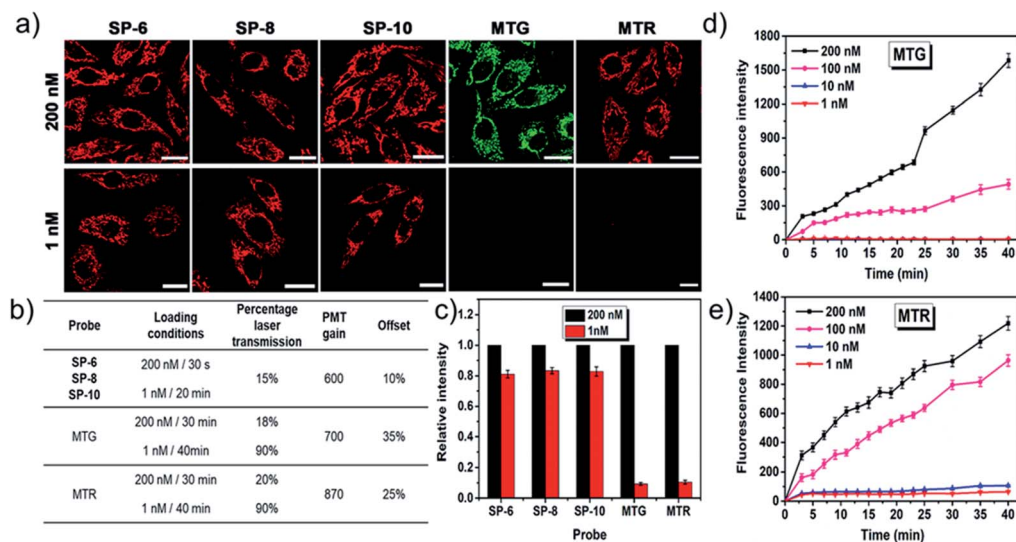 a)
SP-6 SP-8 SP-10 MTG MTR
200 nM
1 nM
b)
Probe Loading conditions Percentage laser transmission PMT gain Offset
SP-6
SP-8
SP-10
200 nM / 30 s
1 nM / 20 min
15% 600 10%
MTG
200 nM / 30 min 18%
1 nM / 40min 90%
700 35%
MTR
200 nM / 30 min 20%
1 nM / 40 min 90%
870 25%
c)
200 nM
1nM
Relative intensity
1.2
1.0
0.8
0.6
0.4
0.2
0.0
SP-6 SP-8 SP-10 MTG MTR
Probe
d)
MTG
200 nM
100 nM
10 nM
1 nM
Fluorescence intensity
1800
1500
1200
900
600
300
0
0 5 10 15 20 25 30 35 40
Time (min)
e)
MTR
200 nM
100 nM
10 nM
1 nM
Fluorescence intensity
1400
1200
1000
800
600
400
200
0
0 5 10 15 20 25 30 35 40
Time (min)